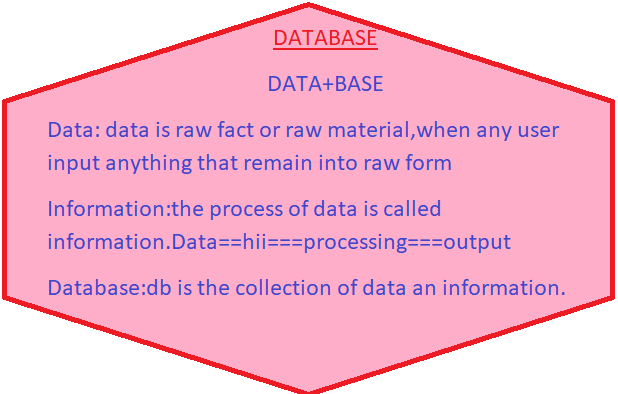 DATABASE
DATA+BASE
Data: data is raw fact or raw material,when any user
input anything that remain into raw form
Information:the process of data is called
information.Data==hii===processing===output
Database:db is the collection of data an information.